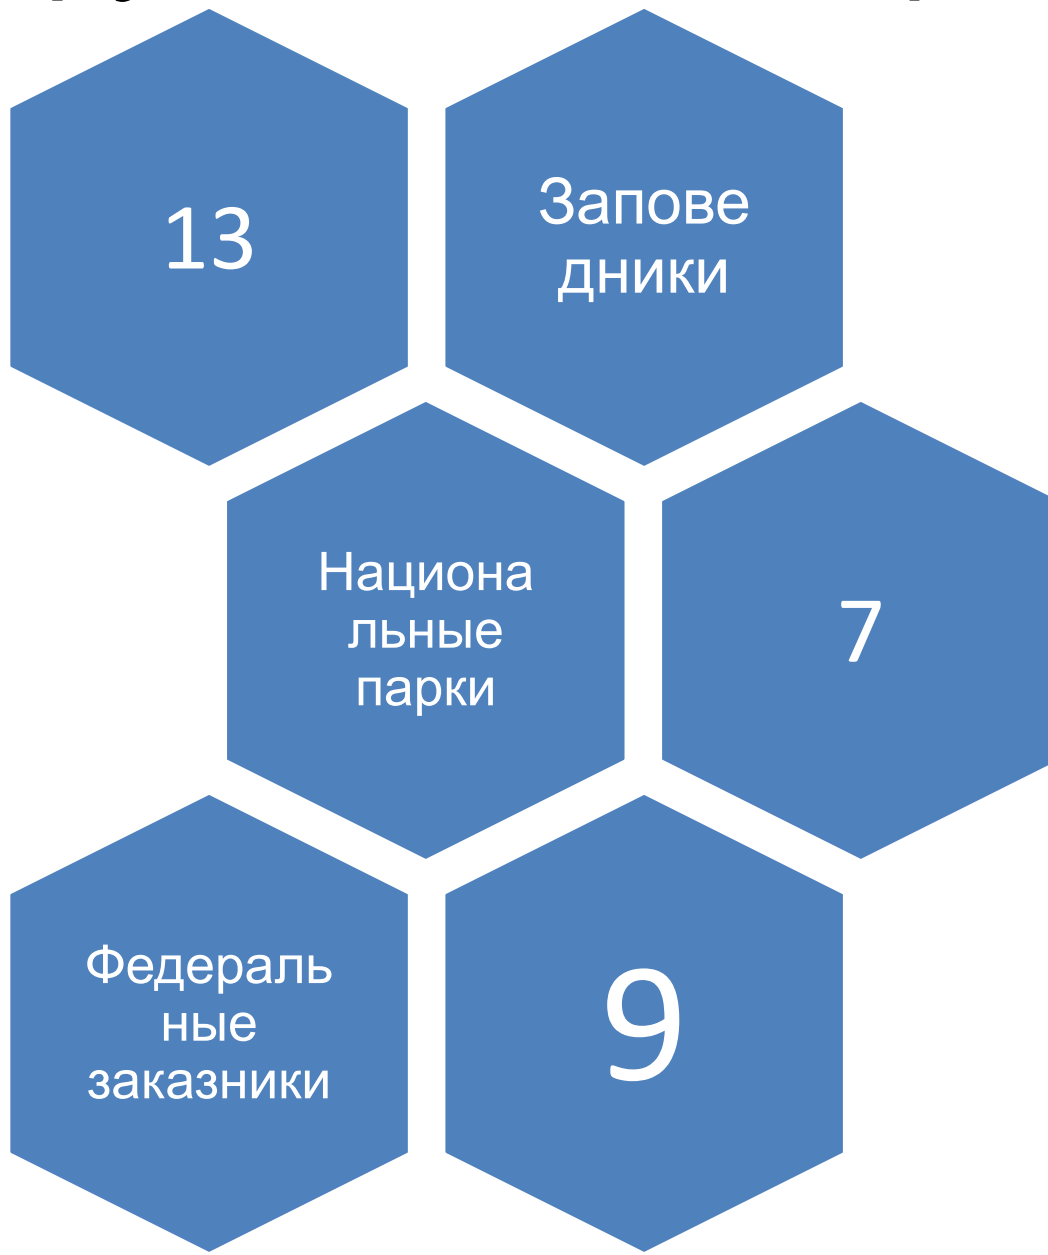 13
Запове
дники
Национа
льные
парки
7
Федераль
ные
заказники
9